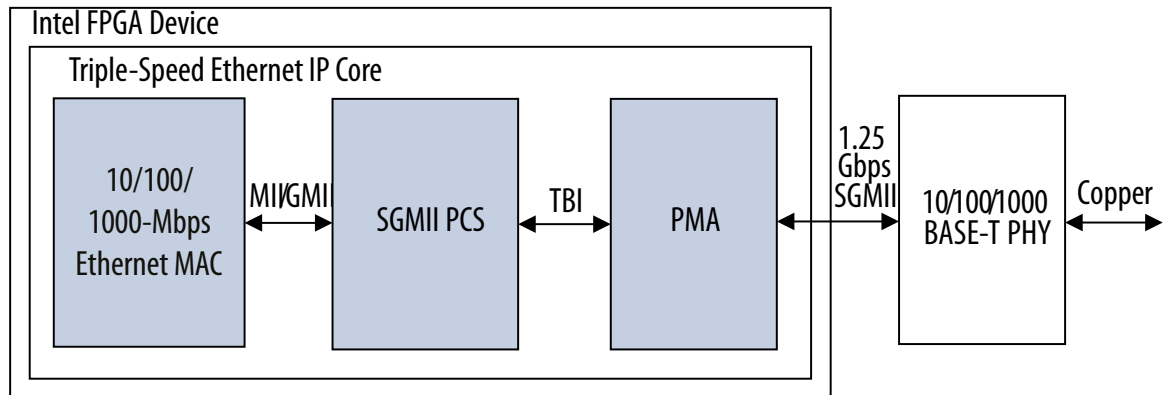 Intel FPGA Device
Triple-Speed Ethernet IP Core
10/100/
1000-Mbps
Ethernet MAC
MII/GMII
SGMII PCS
TBI
PMA
1.25
Gbps
SGMII
10/100/1000
BASE-T PHY
Copper